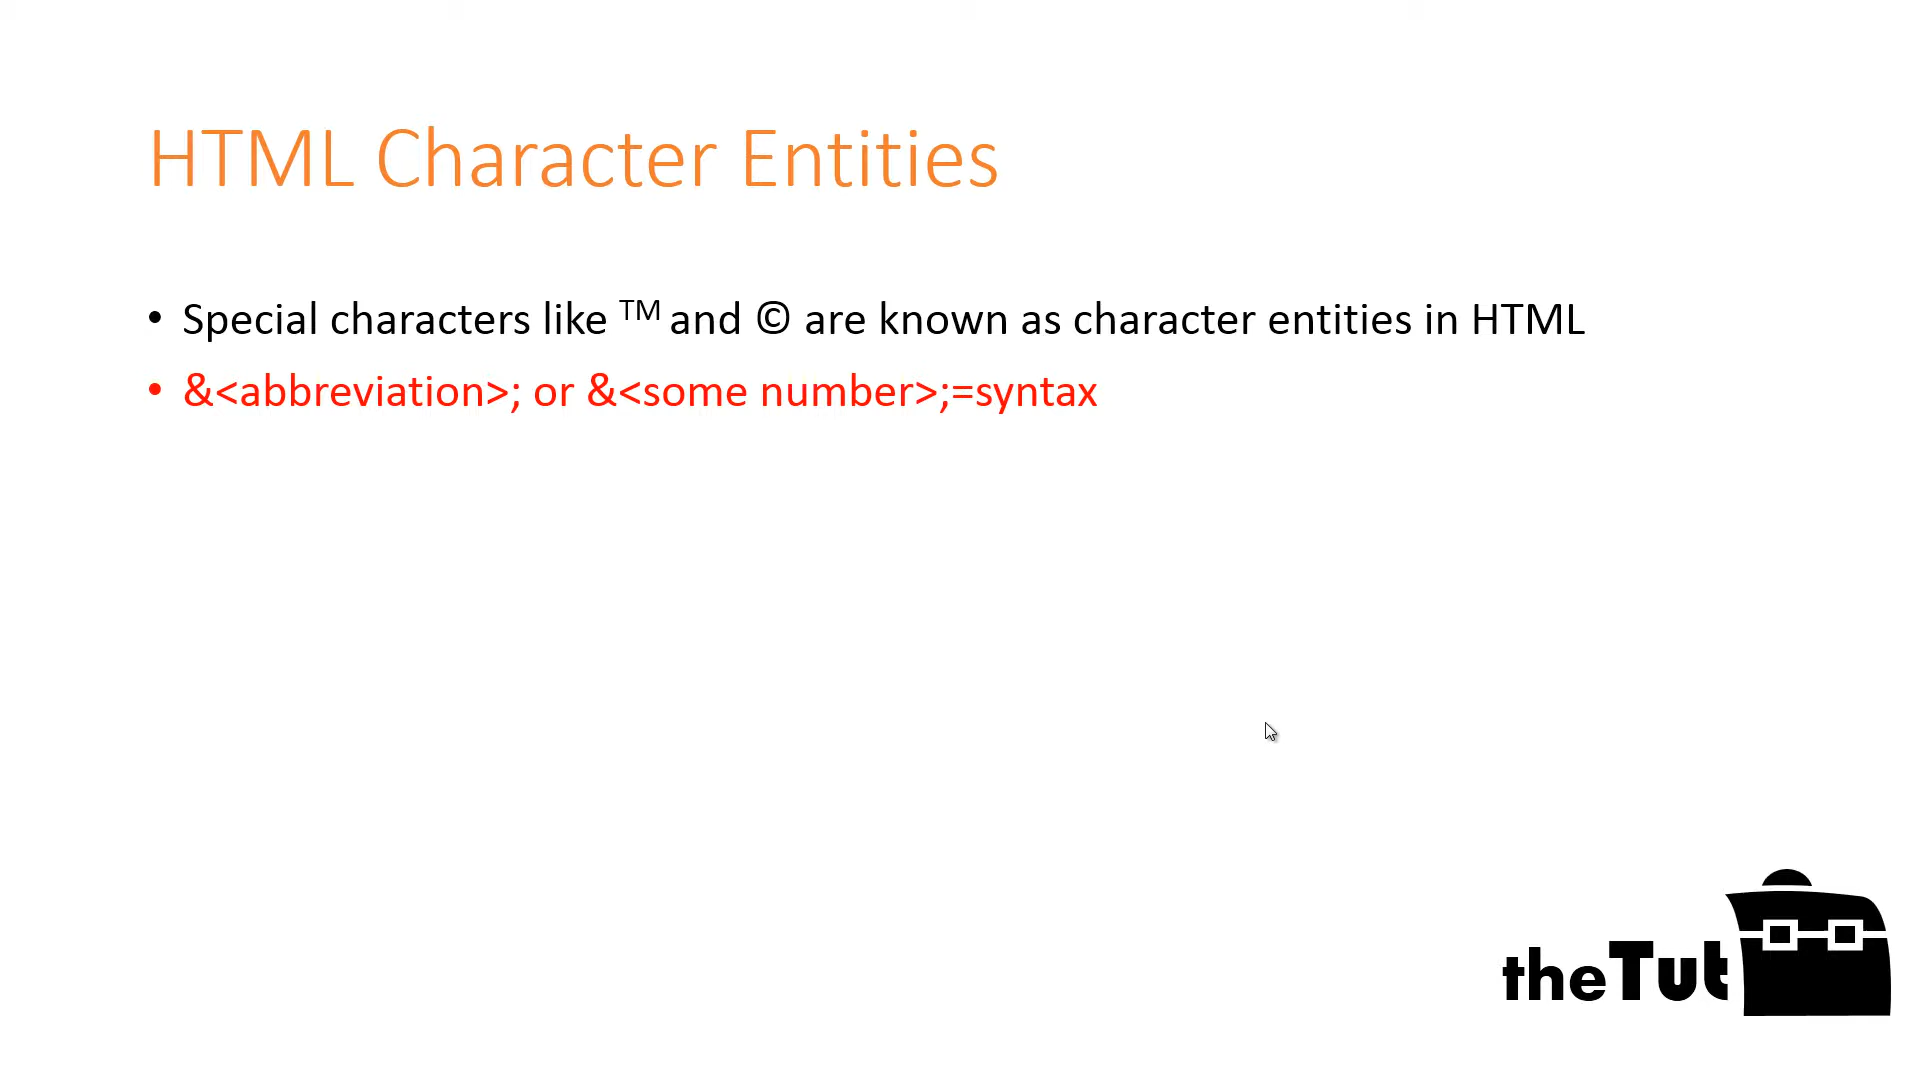 HTML Character Entities
• Special characters like ™ and © are known as character entities in HTML
• &<abbreviation>; or &<some number>;=syntax
theTut